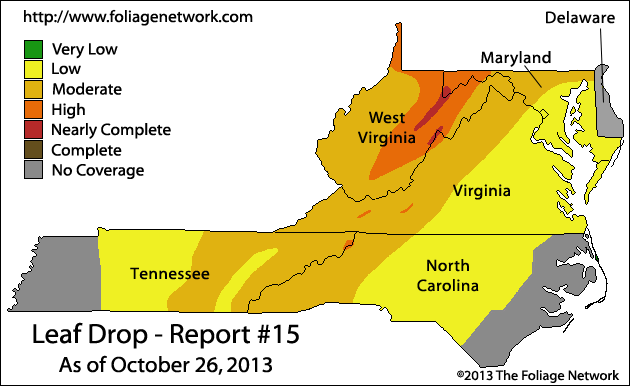 http://www.foliagenetwork.com
Delaware
Very Low
Low
Moderate
High
Nearly Complete
Complete
No Coverage
Maryland
West
Virginia
Virginia
Tennessee
North
Carolina
Leaf Drop - Report #15
As of October 26, 2013
©2013 The Foliage Network